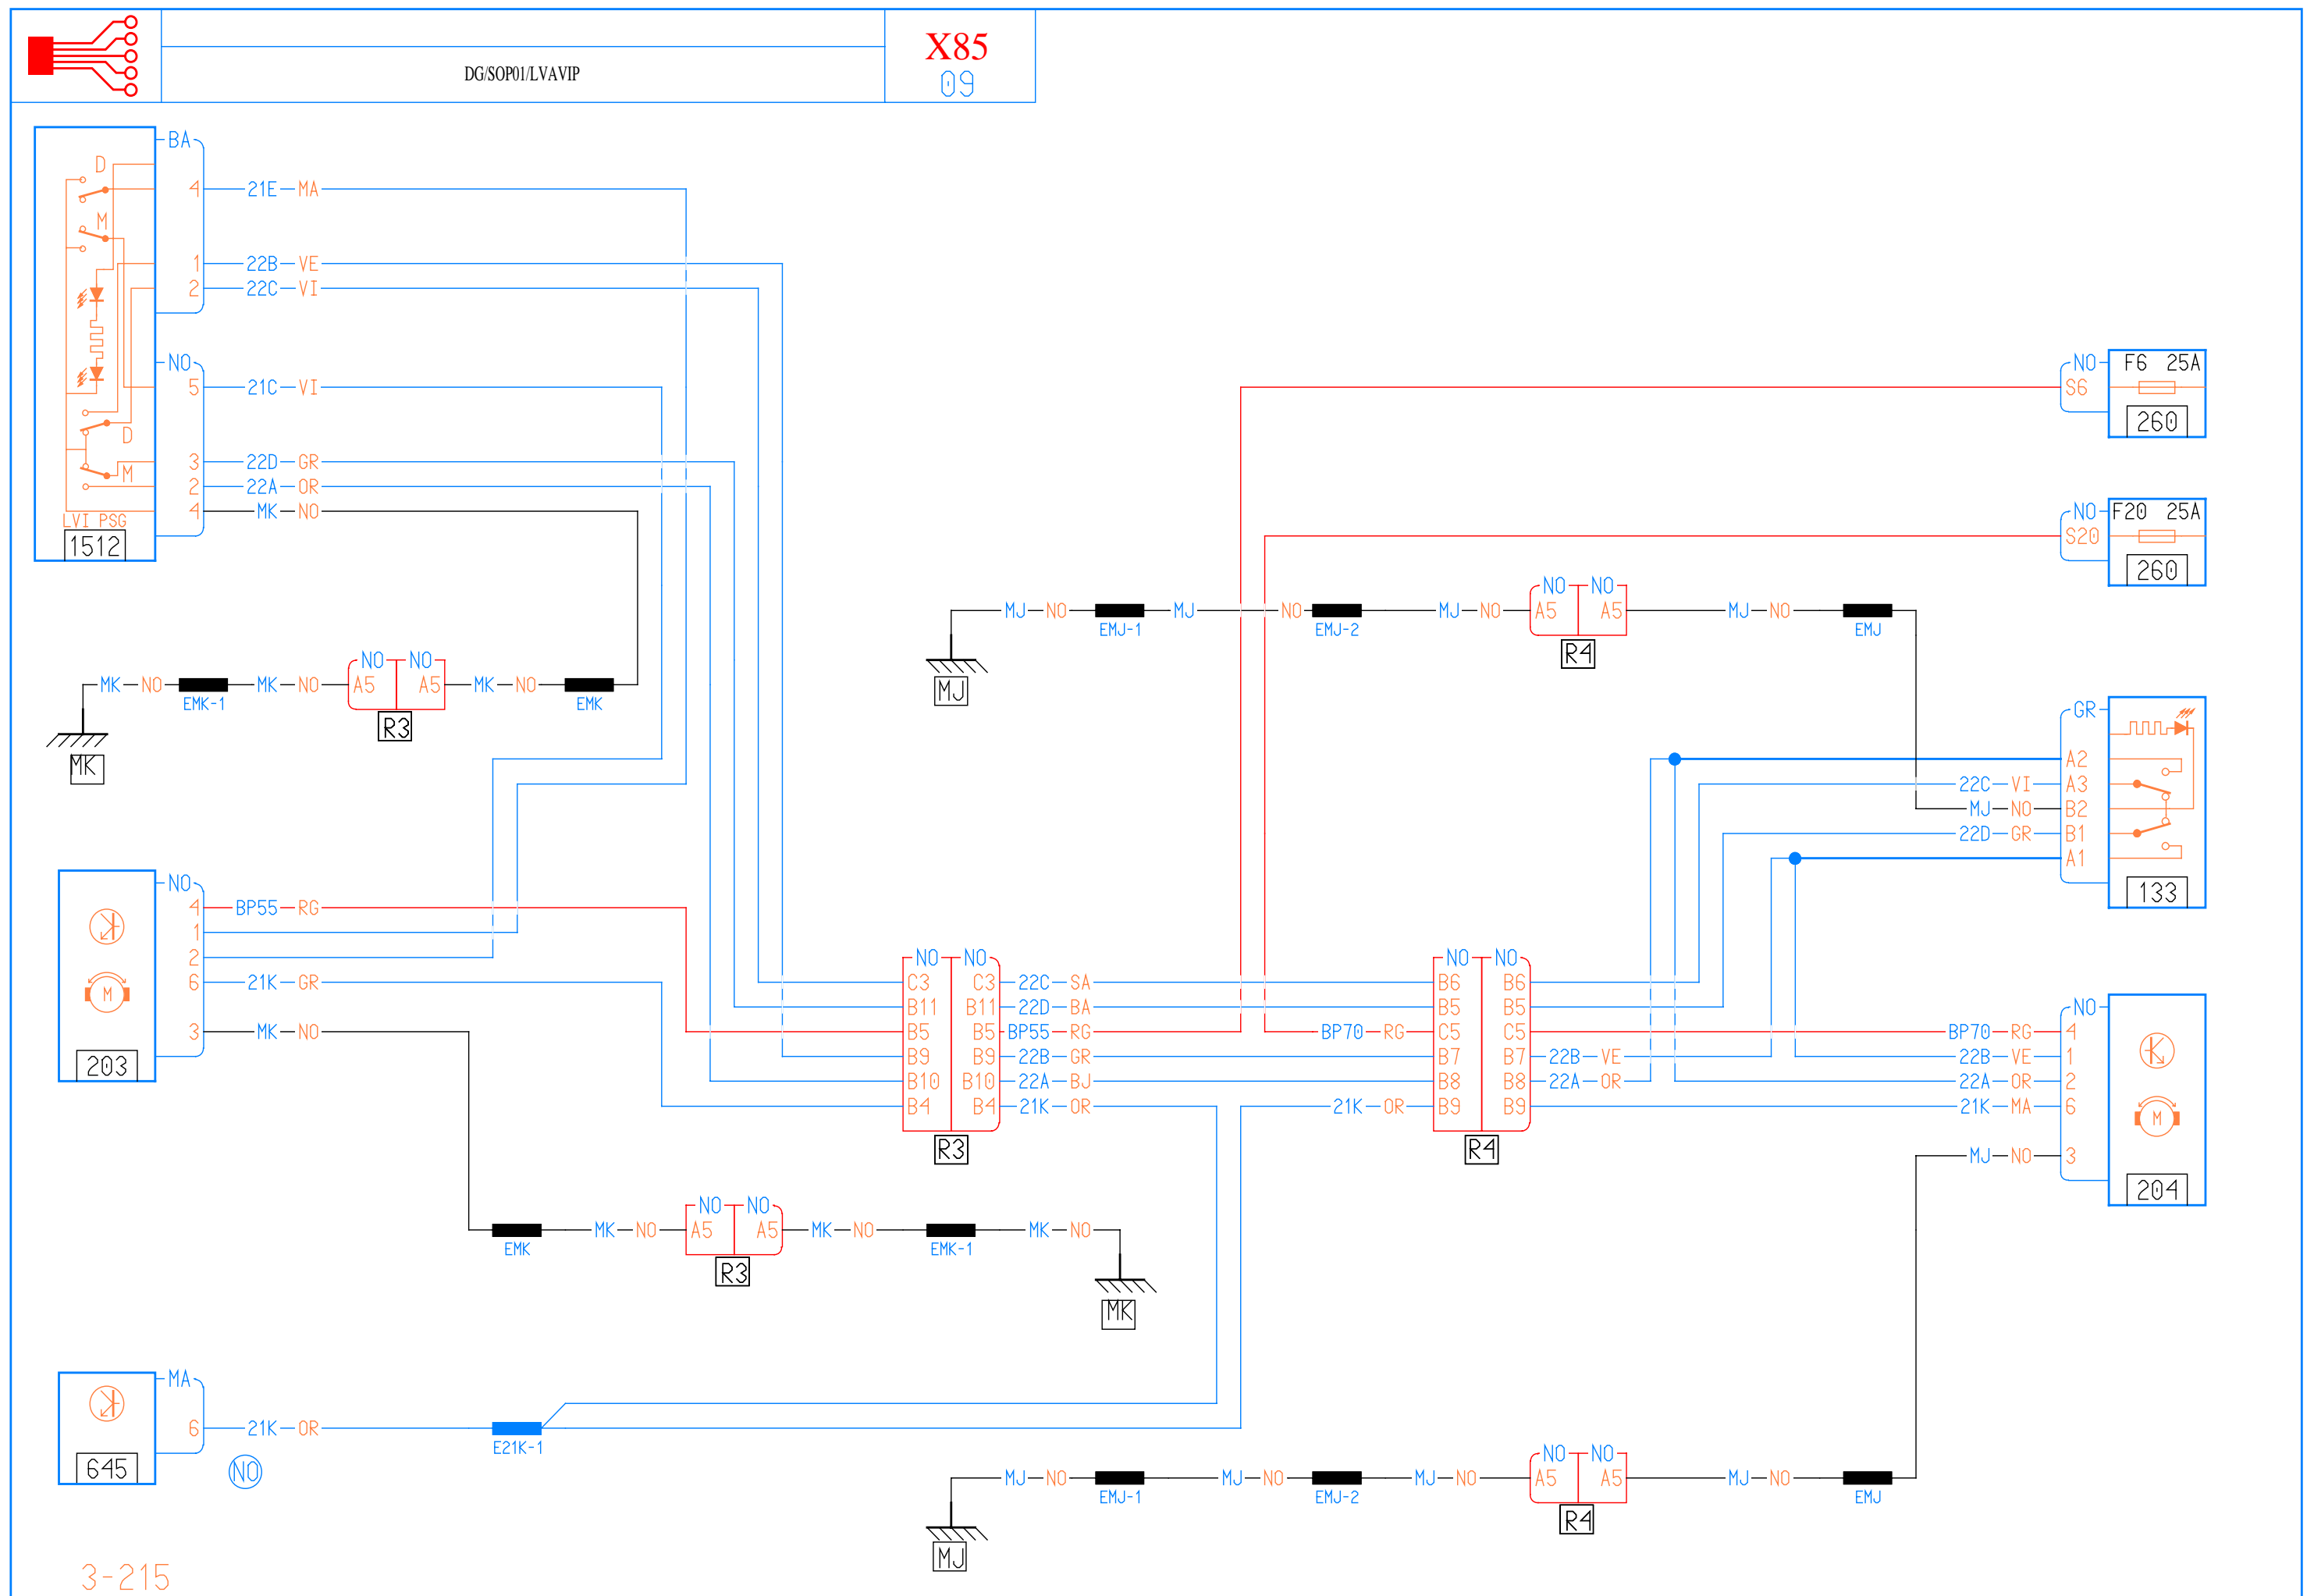 DG/SOP01/LVAVIP
X85
09
BA
D
4 21E MA
M
1 22B VE
2 22C VI
NO
5 21C VI
D
3 22D GR
M
2 22A OR
4 MK NO
LVI PSG
1512
NO F6 25A
S6
260
NO F20 25A
S20
260
MJ NO EMJ-1 MJ NO EMJ-2 MJ NO
NO NO
A5 A5
R4
MJ NO EMJ
MJ
MK NO EMK-1 MK NO
NO NO
A5 A5
R3
MK NO EMK
MK
GR
A2
22C VI A3
MJ NO B2
22D GR B1
A1
133
NO
4 BP55 RG
1
2
6 21K GR
3 MK NO
203
NO NO
C3 C3 22C SA
B11 B11 22D BA
B5 B5 BP55 RG
B9 B9 22B GR
B10 B10 22A BJ
B4 B4 21K OR
R3
NO NO
B6 B6
B5 B5
BP70 RG C5 C5
B7 B7 22B VE
B8 B8 22A OR
21K OR B9 B9
R4
NO
BP70 RG 4
22B VE 1
22A OR 2
21K MA 6
MJ NO 3
M
M
204
EMK MK NO
NO NO
A5 A5
R3
MK NO EMK-1 MK NO
MK
MA
6 21K OR
E21K-1
645
NO
MJ NO EMJ-1 MJ NO EMJ-2 MJ NO
NO NO
A5 A5
R4
MJ NO EMJ
MJ
3-215